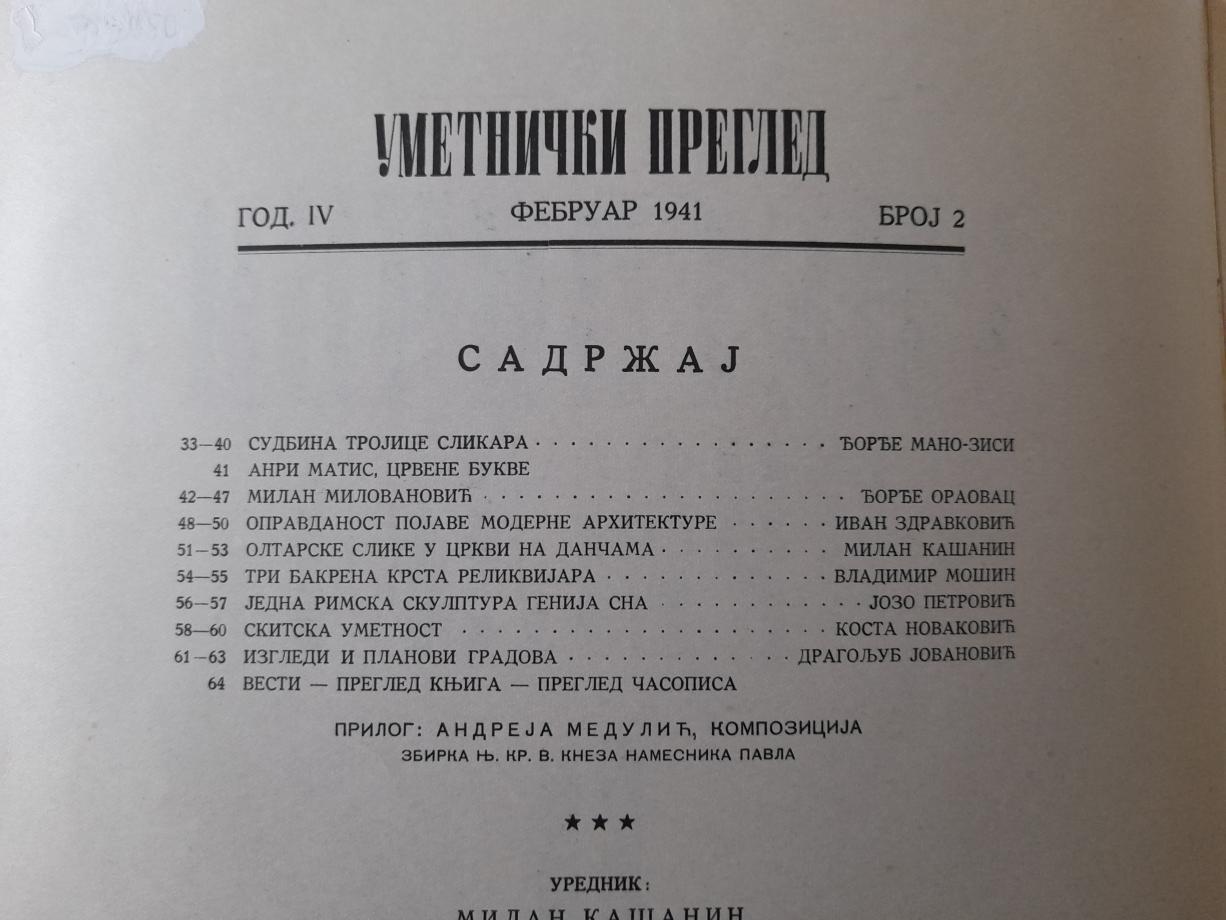 УМЕТНИЧКИ ПРЕГЛЕД
ГОД. IV ФЕБРУАР 1941 БРОЈ 2
САДРЖАЈ
33—40 СУДБИНА ТРОЈИЦЕ СЛИКАРА ЂОРЂЕ МАНО-ЗИСИ
41 АНРИ МАТИС, ЦРВЕНЕ БУКВЕ
42—47 МИЛАН МИЛОВАНОВИЋ ЂОРЂЕ ОРАОВАЦ
48—50 ОПРАВДАНОСТ ПОЈАВЕ МОДЕРНЕ АРХИТЕКТУРЕ ИВАН ЗДРАВКОВИЋ
51—53 ОЛТАРСКЕ СЛИКЕ У ЦРКВИ НА ДАНЧАМА МИЛАН КАШАНИН
54—55 ТРИ БАКРЕНА КРСТА РЕЛИКВИЈАРА ВЛАДИМИР МОШИН
56—57 ЈЕДНА РИМСКА СКУЛПТУРА ГЕНИЈА СНА ЈОЗО ПЕТРОВИЋ
58—60 СКИТСКА УМЕТНОСТ КОСТА НОВАКОВИЋ
61—63 ИЗГЛЕДИ И ПЛАНОВИ ГРАДОВА ДРАГОЉУБ ЈОВАНОВИЋ
64 ВЕСТИ — ПРЕГЛЕД КЊИГА — ПРЕГЛЕД ЧАСОПИСА
ПРИЛОГ: АНДРЕЈА МЕДУЛИЋ, КОМПОЗИЦИЈА
ЗБИРКА Њ. КР. В. КНЕЗА НАМЕСНИКА ПАВЛА
★ ★ ★
УРЕДНИК:
МИЛАН КАШАНИН